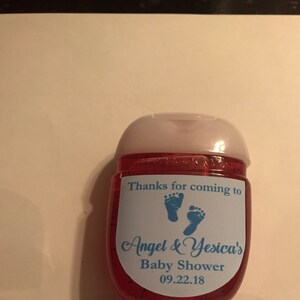 Thanks for coming to
Angel & Yesica's
Baby Shower
09.22.18